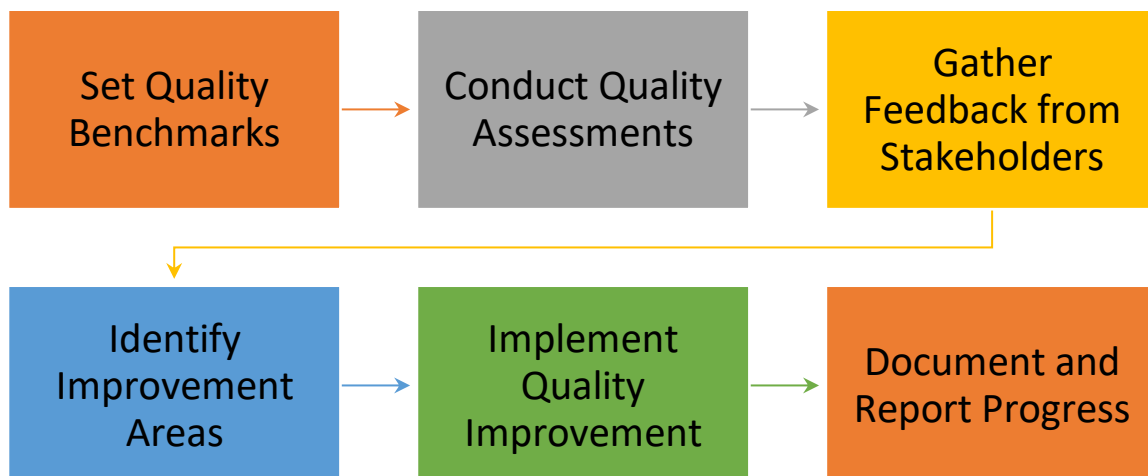 Set Quality
Benchmarks
Conduct Quality
Assessments
Gather
Feedback from
Stakeholders
Identify
Improvement
Areas
Implement
Quality
Improvement
Document and
Report Progress